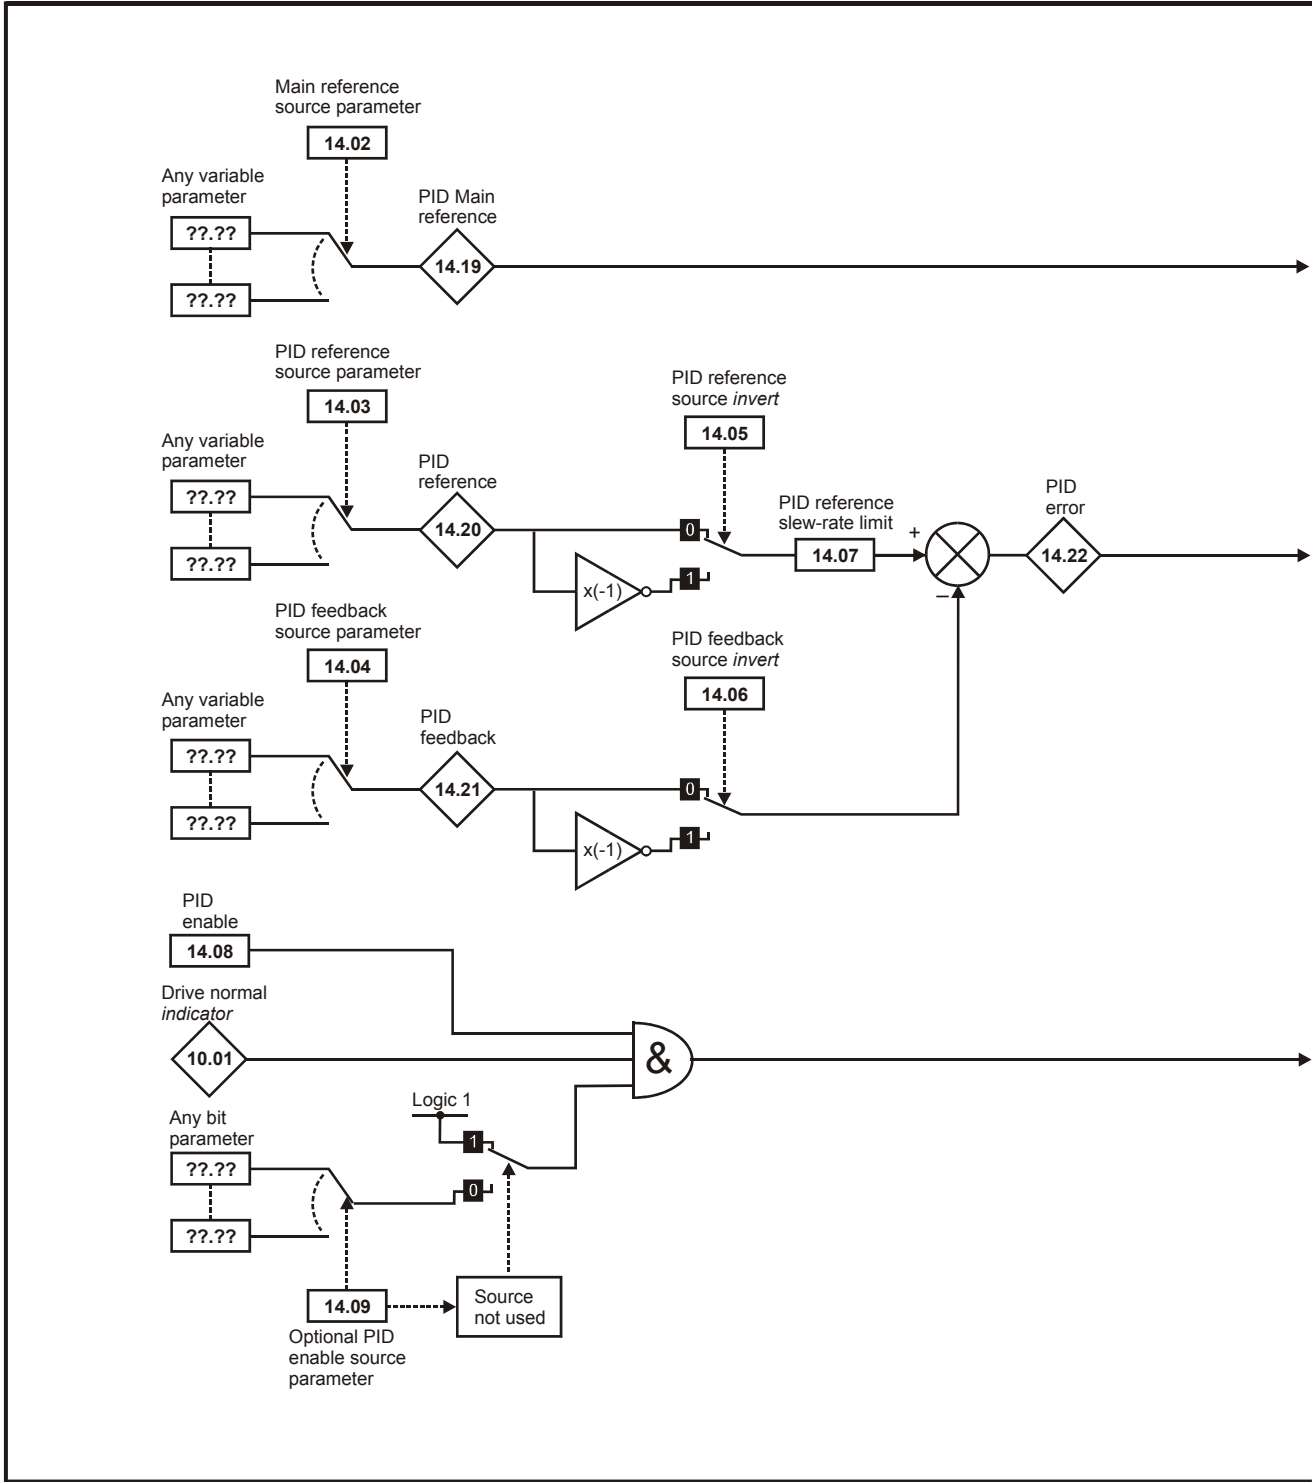 Main reference
source parameter
14.02
Any variable
parameter
??.??
??.??
PID Main
reference
14.19
PID reference
source parameter
14.03
Any variable
parameter
??.??
??.??
PID
reference
14.20
x(-1)
PID reference
source invert
14.05
0
1
PID reference
slew-rate limit
14.07
+
–
PID
error
14.22
PID feedback
source parameter
14.04
Any variable
parameter
??.??
??.??
PID
feedback
14.21
x(-1)
PID feedback
source invert
14.06
0
1
PID
enable
14.08
Drive normal
indicator
10.01
&
Logic 1
1
0
Any bit
parameter
??.??
??.??
14.09
Optional PID
enable source
parameter
Source
not used